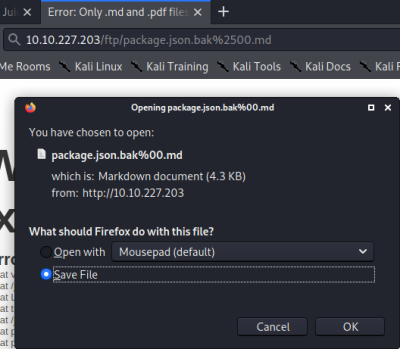 Jui
Error: Only .md and .pdf files
10.10.227.203/ftp/package.json.bak%2500.md
Me Rooms Kali Linux Kali Training Kali Tools Kali Docs Kali F
Opening package.json.bak%00.md
You have chosen to open:
package.json.bak%00.md
which is: Markdown document (4.3 KB)
from: http://10.10.227.203
What should Firefox do with this file?
Open with Mousepad (default)
Save File
Cancel OK